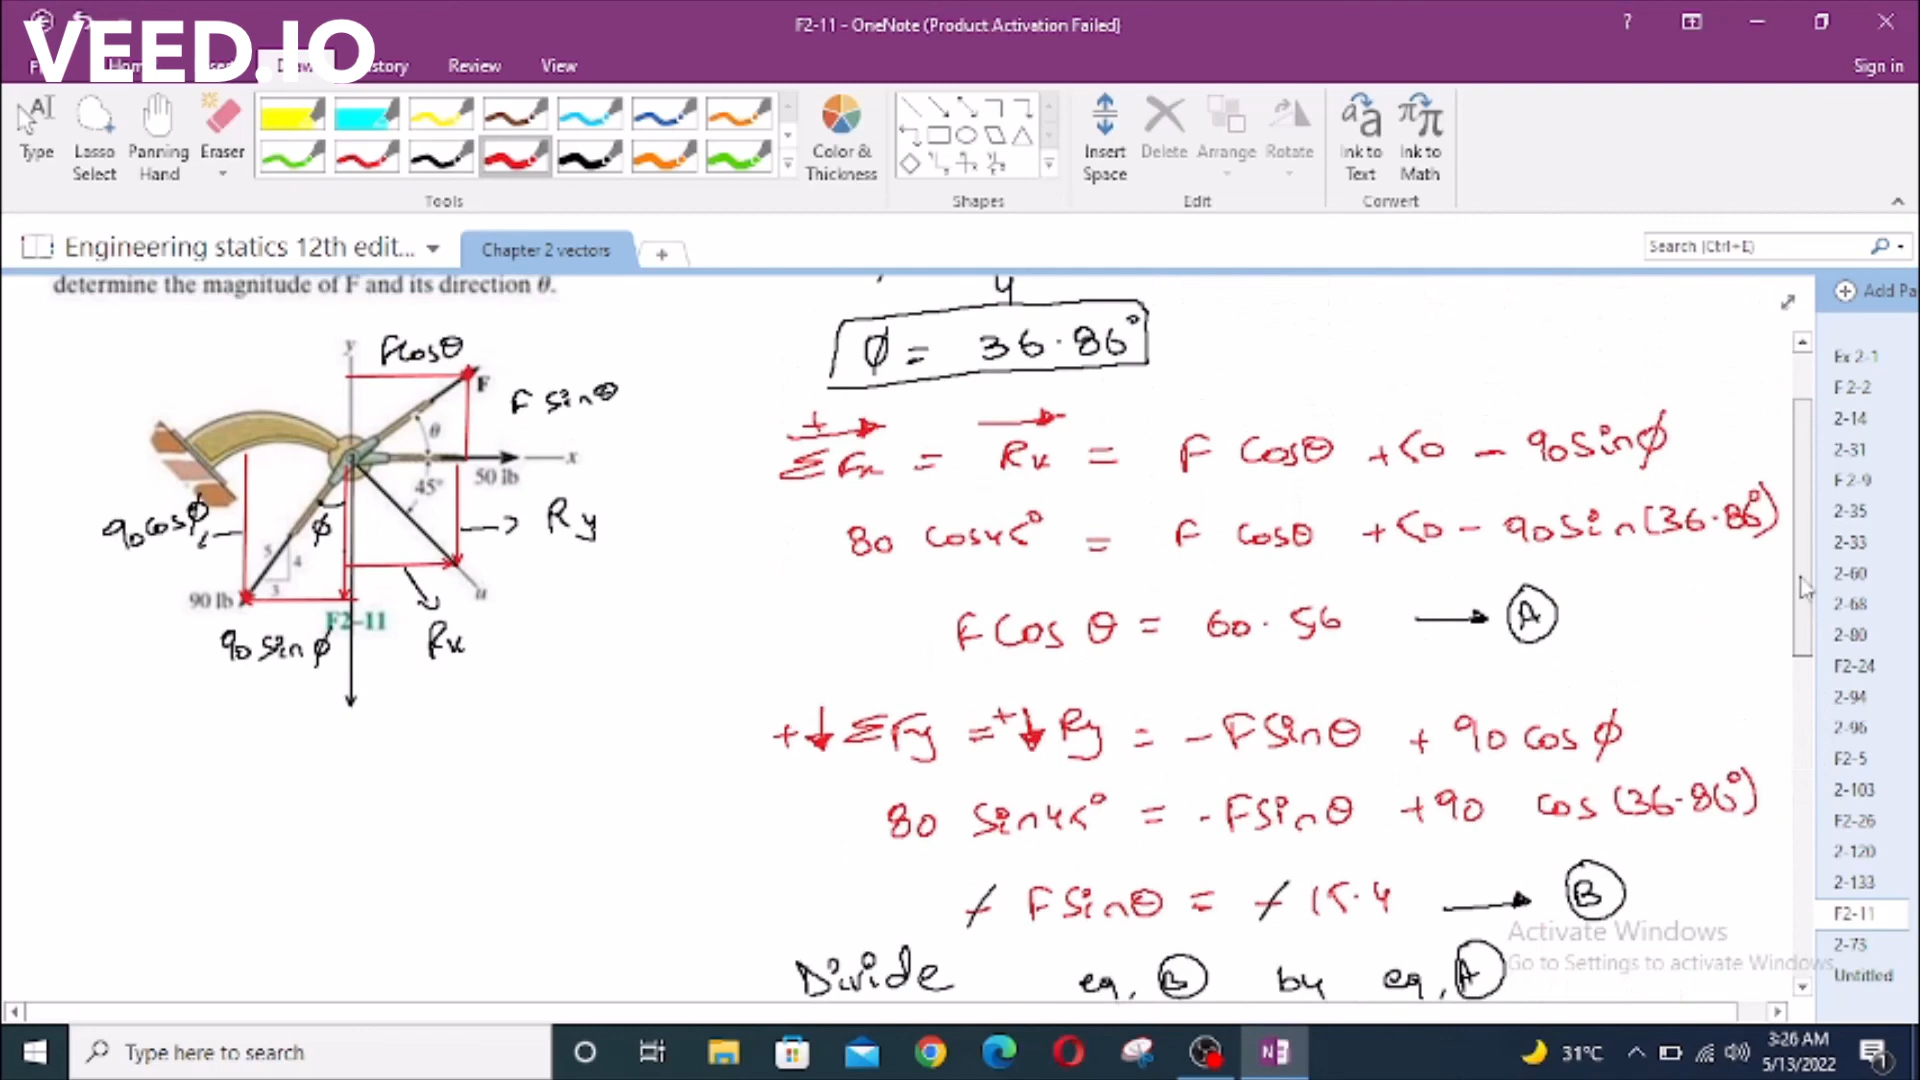 F2-11 - OneNote (Product Activation Failed)
?
VEED.IO
Review
View
Sign in
Type
Lasso Select
Panning Hand
Eraser
Color & Thickness
Insert Space
Delete
Arrange
Rotate
Ink to Text
Ink to Math
Tools
Shapes
Edit
Convert
Engineering statics 12th edit...
Chapter 2 vectors
Search (Ctrl+E)
determine the magnitude of F and its direction θ.
Add Pa
Ex 2-1
F 2-2
2-14
2-31
F 2-9
2-35
2-33
2-60
2-68
2-80
F2-24
2-94
2-96
F2-5
2-103
F2-26
2-120
2-133
F2-11
2-73
Untitled
y
F cosθ
F
F sinθ
θ
x
50 lb
45°
90 cosϕ
ϕ
Ry
5
4
3
90 lb
u
F2-11
90 sin ϕ
Rx
4
ϕ = 36.86°
+ ΣFx = Rx = F cosθ + 50 - 90 sinϕ
80 cos45° = F cosθ + 50 - 90 sin(36.86°)
F cos θ = 60.56 → A
+↓ ΣFy = +↓ Ry = - F sinθ + 90 cos ϕ
80 sin45° = - F sinθ + 90 cos (36.86°)
- F sinθ = - 15.4 → B
Divide eq, B by eq, A
Activate Windows
Go to Settings to activate Windows.
Type here to search
31°C
3:26 AM
5/13/2022
1